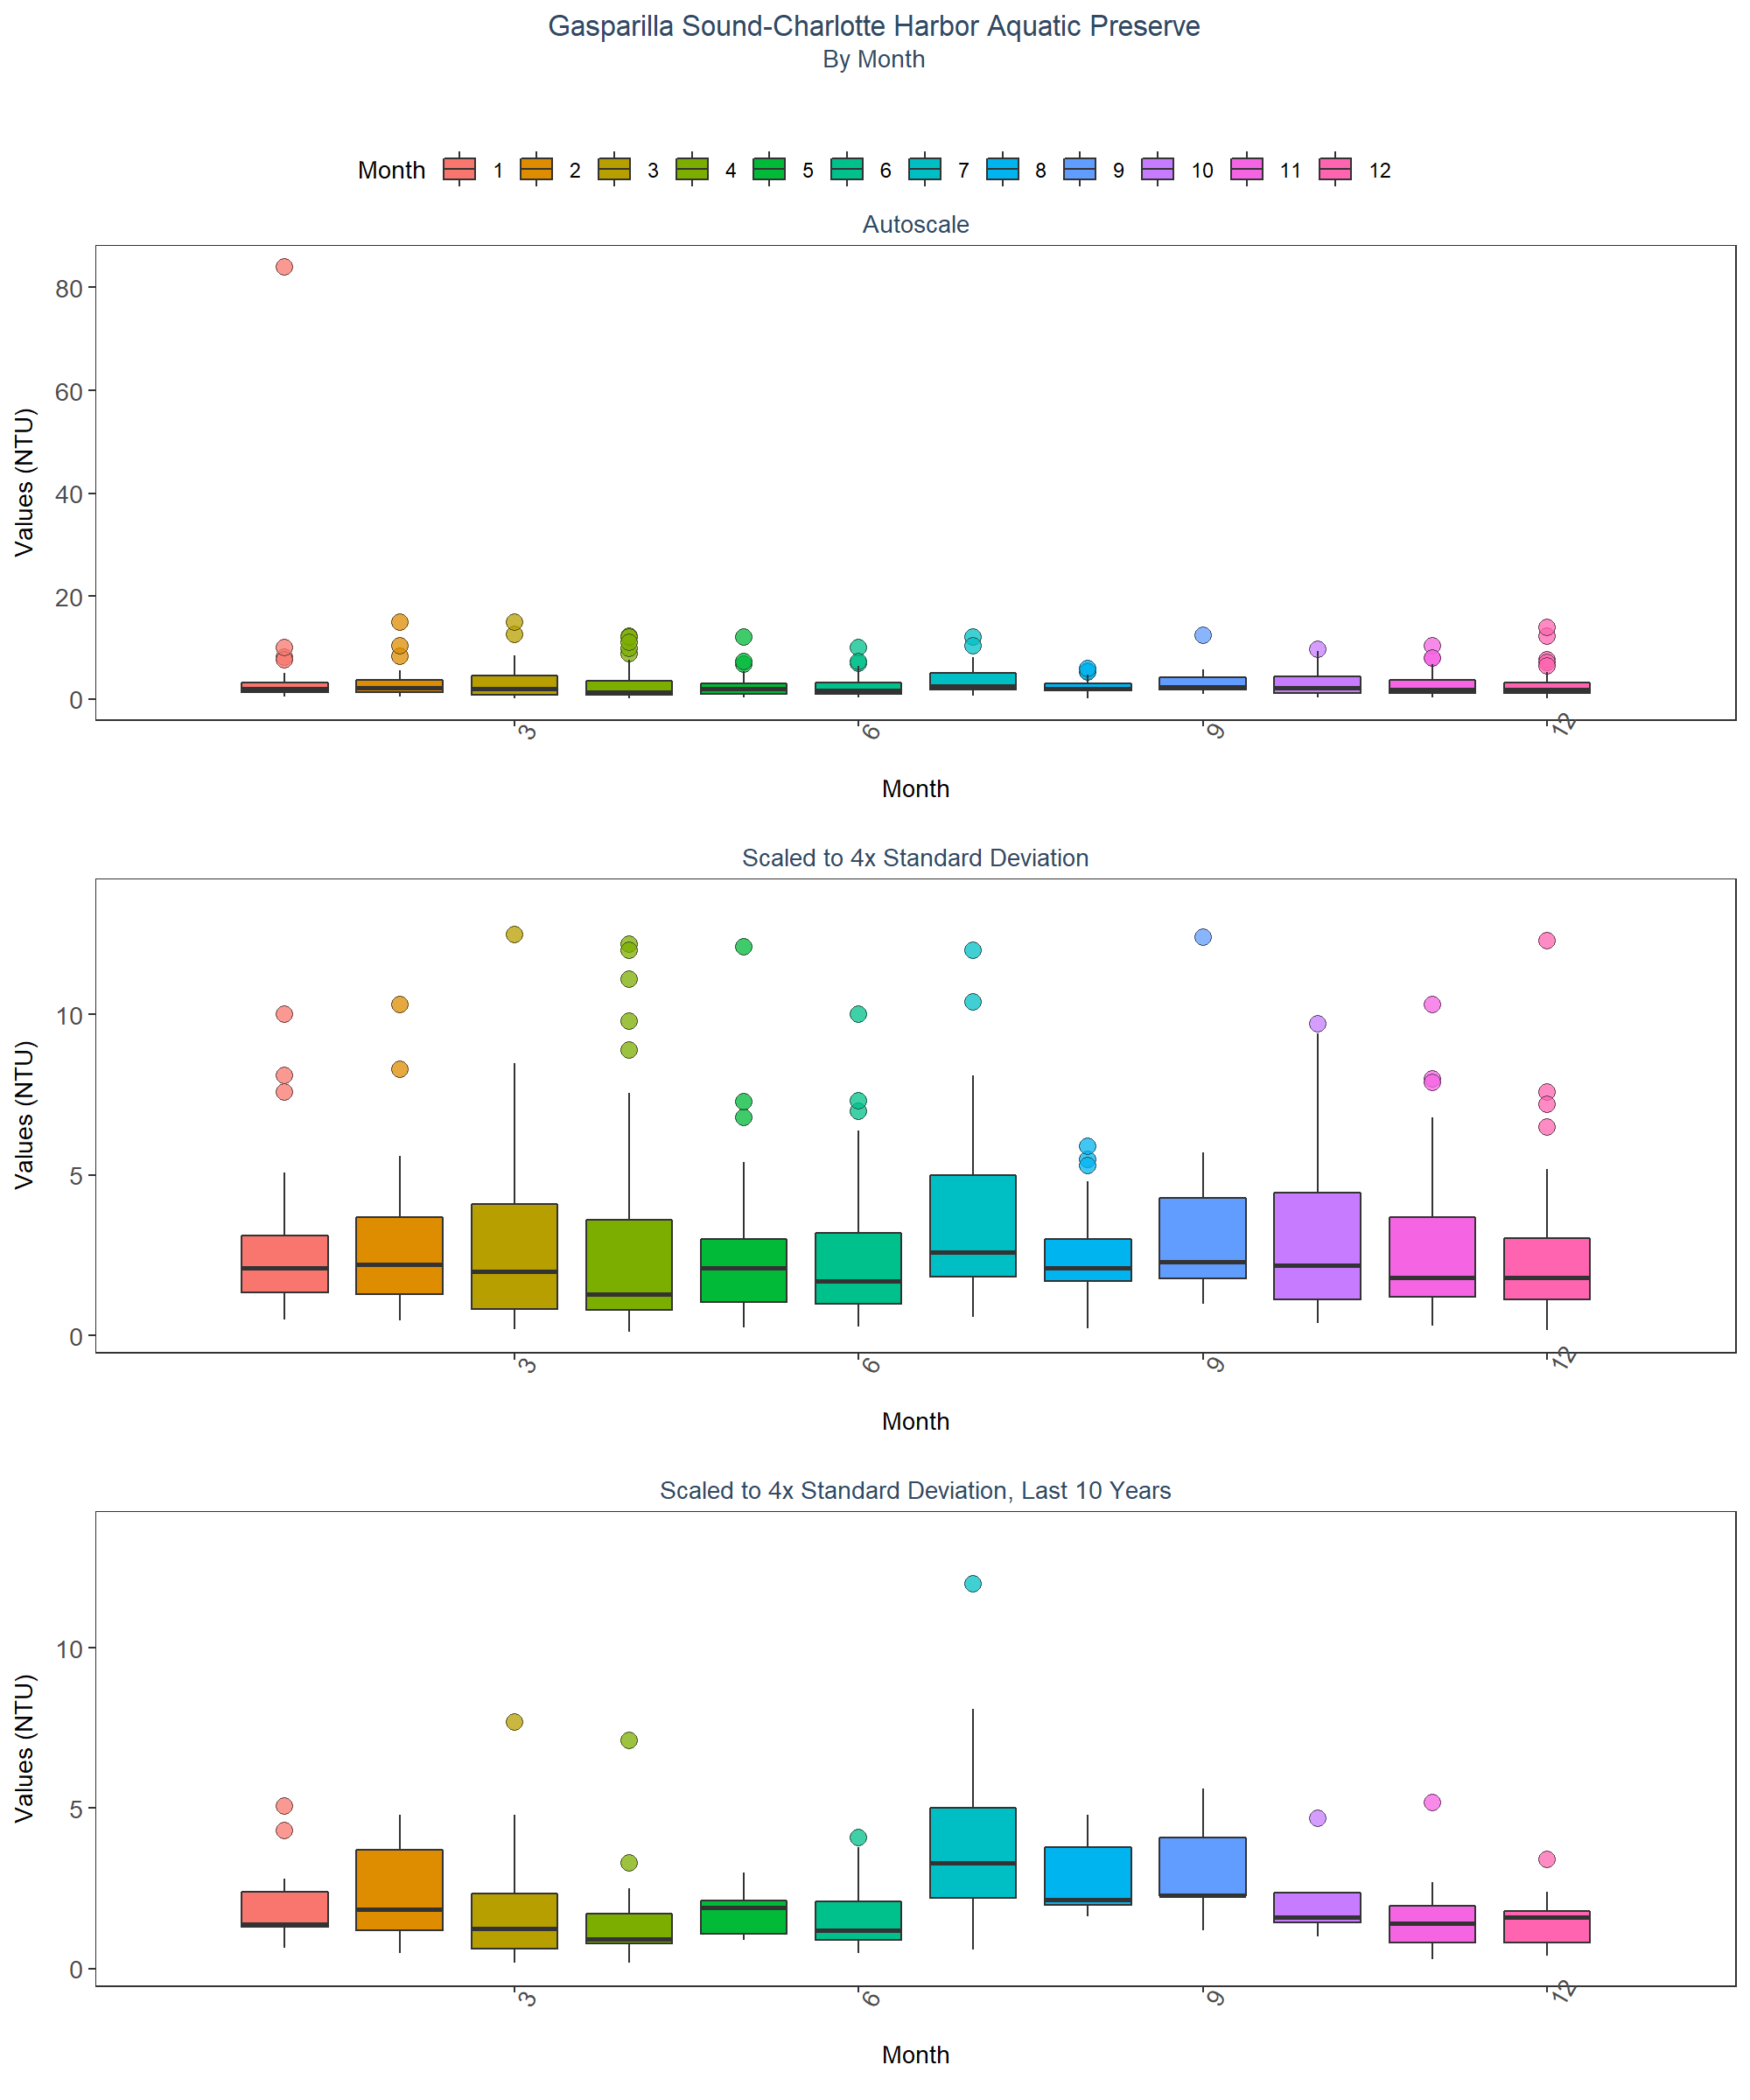 Gasparilla Sound-Charlotte Harbor Aquatic Preserve
By Month
Month 1 2 3 4 5 6 7 8 9 10 11 12
Autoscale
80
60
40
20
0
Values (NTU)
3 6 9 12
Month
Scaled to 4x Standard Deviation
10
5
0
Values (NTU)
3 6 9 12
Month
Scaled to 4x Standard Deviation, Last 10 Years
10
5
0
Values (NTU)
3 6 9 12
Month